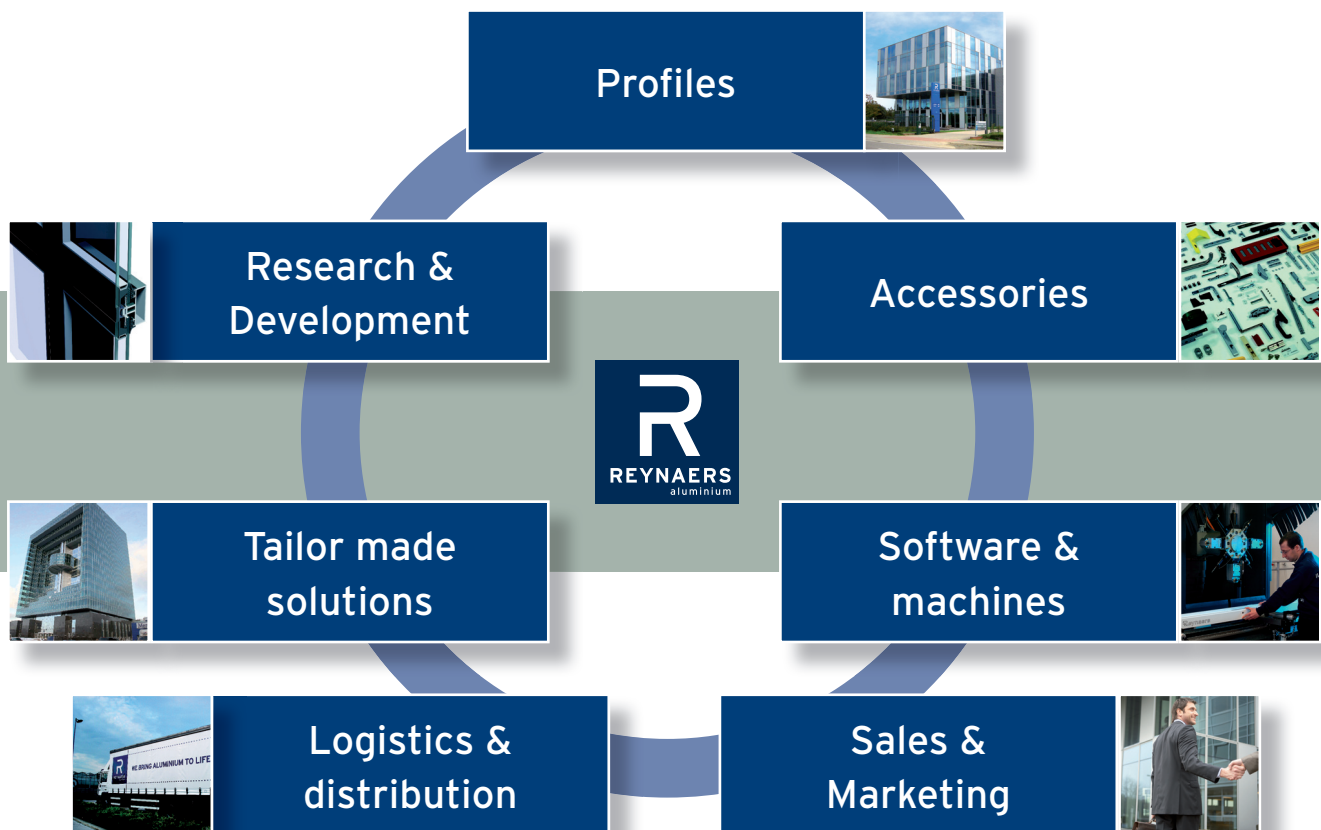 Profiles
Research &
Development
Accessories
R
REYNAERS
aluminium
Tailor made
solutions
Software &
machines
Reynaers
Logistics &
distribution
R
WE BRING ALUMINIUM TO LIFE
Sales &
Marketing